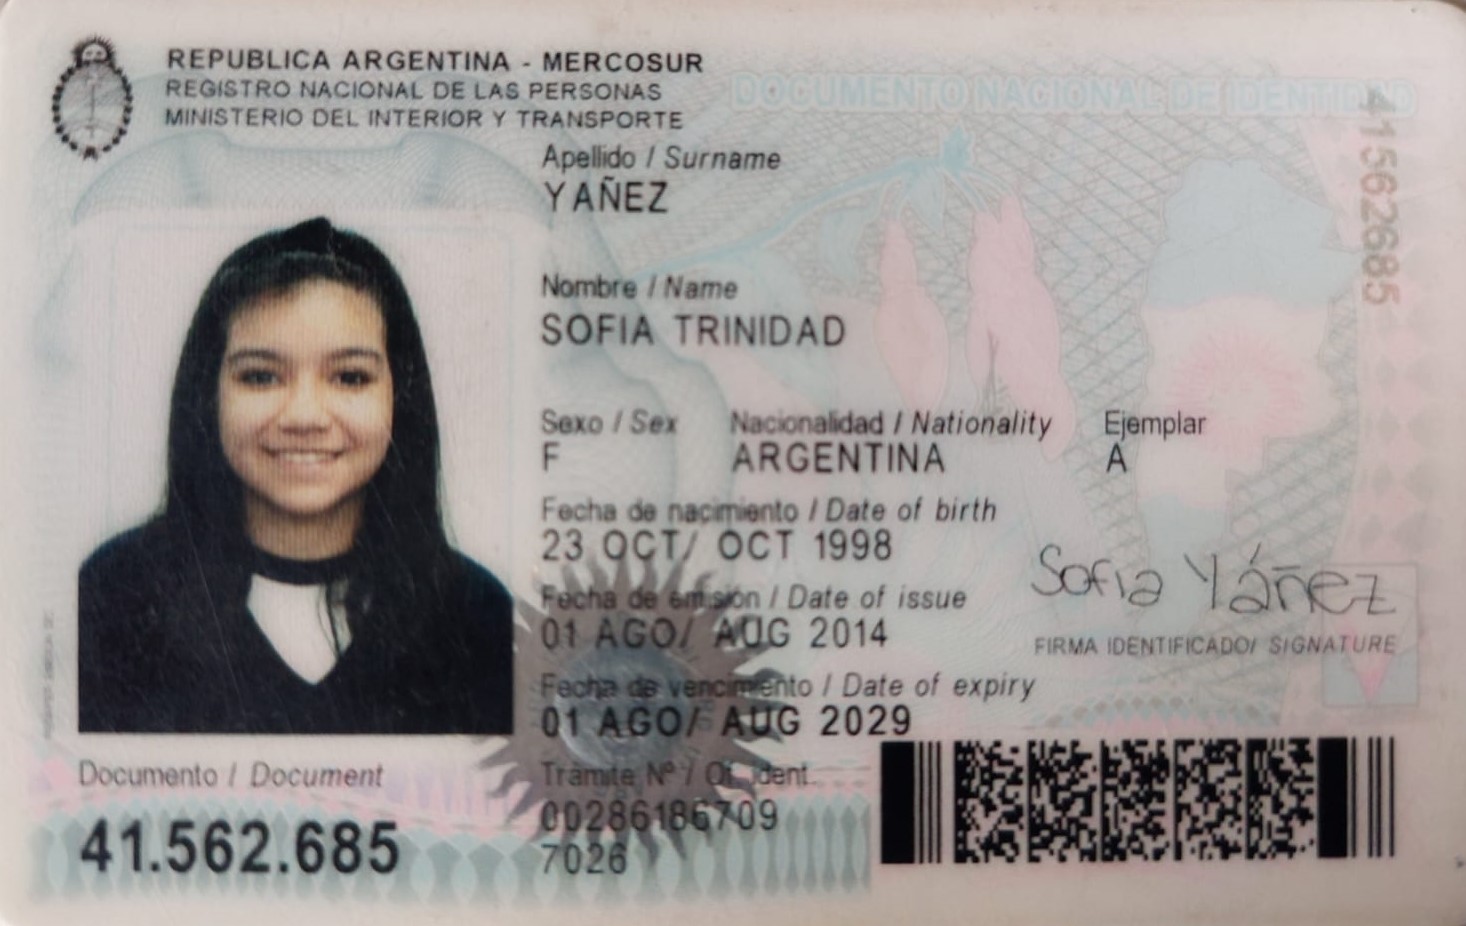 REPUBLICA ARGENTINA - MERCOSUR
REGISTRO NACIONAL DE LAS PERSONAS
MINISTERIO DEL INTERIOR Y TRANSPORTE
DOCUMENTO NACIONAL DE IDENTIDAD
41562685
Apellido / Surname
YAÑEZ
Nombre / Name
SOFIA TRINIDAD
Sexo / Sex Nacionalidad / Nationality Ejemplar
F ARGENTINA A
Fecha de nacimiento / Date of birth
23 OCT/ OCT 1998
Fecha de emisión / Date of issue
01 AGO/ AUG 2014
Sofia Yáñez
FIRMA IDENTIFICADO/ SIGNATURE
Fecha de vencimiento / Date of expiry
01 AGO/ AUG 2029
Documento / Document
41.562.685
Trámite Nº / Of. ident.
00286186709
7026